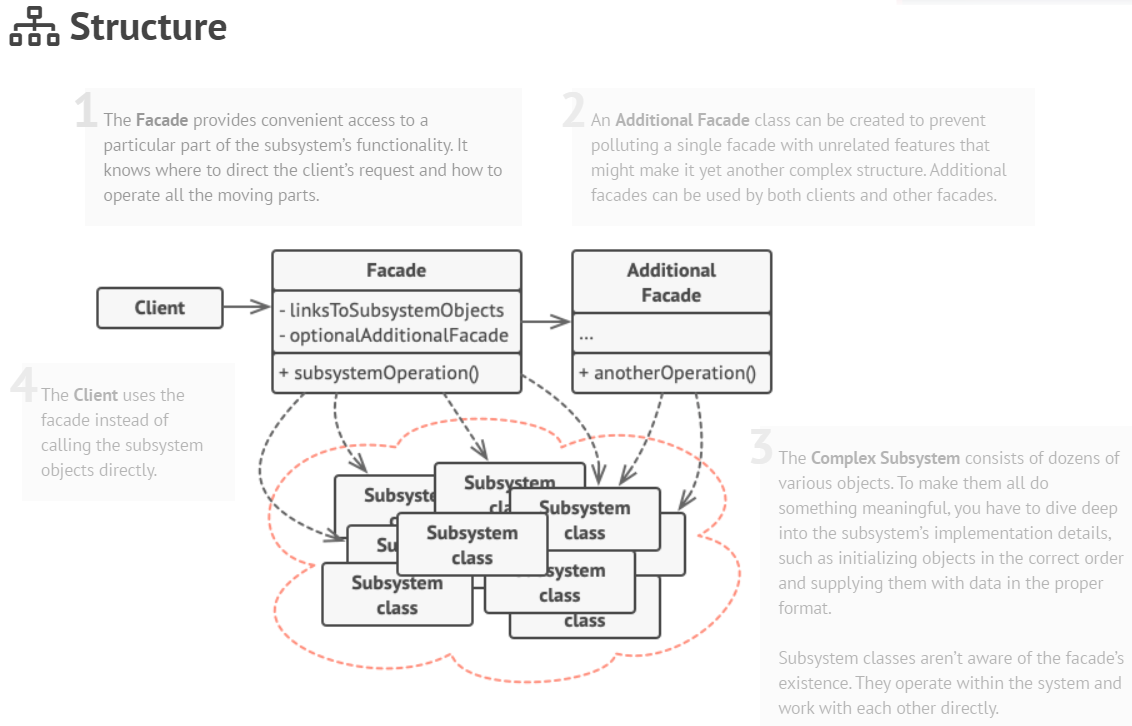 Structure
1
The Facade provides convenient access to a
particular part of the subsystem's functionality. It
knows where to direct the client's request and how to
operate all the moving parts.
2
An Additional Facade class can be created to prevent
polluting a single facade with unrelated features that
might make it yet another complex structure. Additional
facades can be used by both clients and other facades.
Client
Facade
- linksToSubsystemObjects
- optionalAdditionalFacade
+ subsystemOperation()
Additional
Facade
...
+ anotherOperation()
4
The Client uses the
facade instead of
calling the subsystem
objects directly.
3
The Complex Subsystem consists of dozens of
various objects. To make them all do
something meaningful, you have to dive deep
into the subsystem's implementation details,
such as initializing objects in the correct order
and supplying them with data in the proper
format.
Subsystem classes aren't aware of the facade's
existence. They operate within the system and
work with each other directly.
Subsystem
Subsystem
class
Subsystem
class
Subsystem
class
class
class